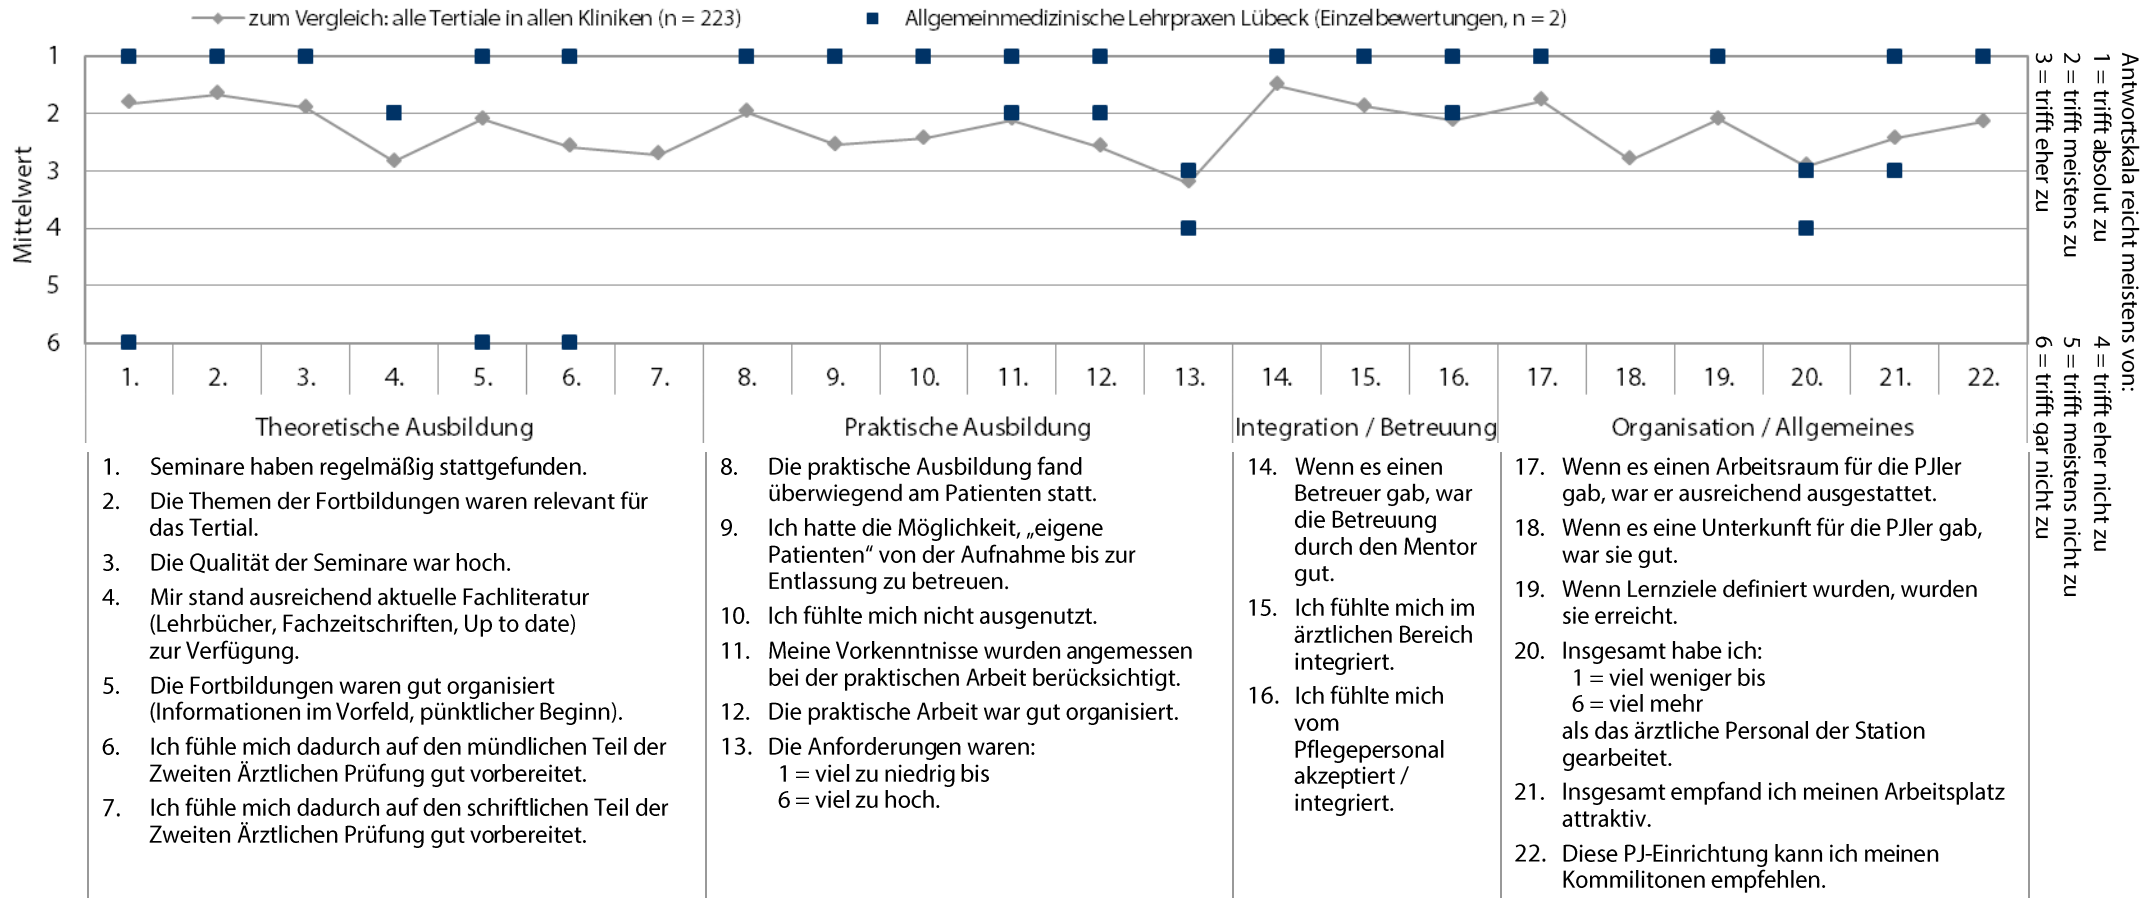 zum Vergleich: alle Tertiale in allen Kliniken (n = 223)
Allgemeinmedizinische Lehrpraxen Lübeck (Einzelbewertungen, n = 2)
Mittelwert
1
2
3
4
5
6
1. 2. 3. 4. 5. 6. 7. 8. 9. 10. 11. 12. 13. 14. 15. 16. 17. 18. 19. 20. 21. 22.
Antwortskala reicht meistens von:
1 = trifft absolut zu
2 = trifft meistens zu
3 = trifft eher zu
4 = trifft eher nicht zu
5 = trifft meistens nicht zu
6 = trifft gar nicht zu
Theoretische Ausbildung
1. Seminare haben regelmäßig stattgefunden.
2. Die Themen der Fortbildungen waren relevant für
das Tertial.
3. Die Qualität der Seminare war hoch.
4. Mir stand ausreichend aktuelle Fachliteratur
(Lehrbücher, Fachzeitschriften, Up to date)
zur Verfügung.
5. Die Fortbildungen waren gut organisiert
(Informationen im Vorfeld, pünktlicher Beginn).
6. Ich fühle mich dadurch auf den mündlichen Teil der
Zweiten Ärztlichen Prüfung gut vorbereitet.
7. Ich fühle mich dadurch auf den schriftlichen Teil der
Zweiten Ärztlichen Prüfung gut vorbereitet.
Praktische Ausbildung
8. Die praktische Ausbildung fand
überwiegend am Patienten statt.
9. Ich hatte die Möglichkeit, „eigene
Patienten“ von der Aufnahme bis zur
Entlassung zu betreuen.
10. Ich fühlte mich nicht ausgenutzt.
11. Meine Vorkenntnisse wurden angemessen
bei der praktischen Arbeit berücksichtigt.
12. Die praktische Arbeit war gut organisiert.
13. Die Anforderungen waren:
1 = viel zu niedrig bis
6 = viel zu hoch.
Integration / Betreuung
14. Wenn es einen
Betreuer gab, war
die Betreuung
durch den Mentor
gut.
15. Ich fühlte mich im
ärztlichen Bereich
integriert.
16. Ich fühlte mich
vom
Pflegepersonal
akzeptiert /
integriert.
Organisation / Allgemeines
17. Wenn es einen Arbeitsraum für die PJler
gab, war er ausreichend ausgestattet.
18. Wenn es eine Unterkunft für die PJler gab,
war sie gut.
19. Wenn Lernziele definiert wurden, wurden
sie erreicht.
20. Insgesamt habe ich:
1 = viel weniger bis
6 = viel mehr
als das ärztliche Personal der Station
gearbeitet.
21. Insgesamt empfand ich meinen Arbeitsplatz
attraktiv.
22. Diese PJ-Einrichtung kann ich meinen
Kommilitonen empfehlen.